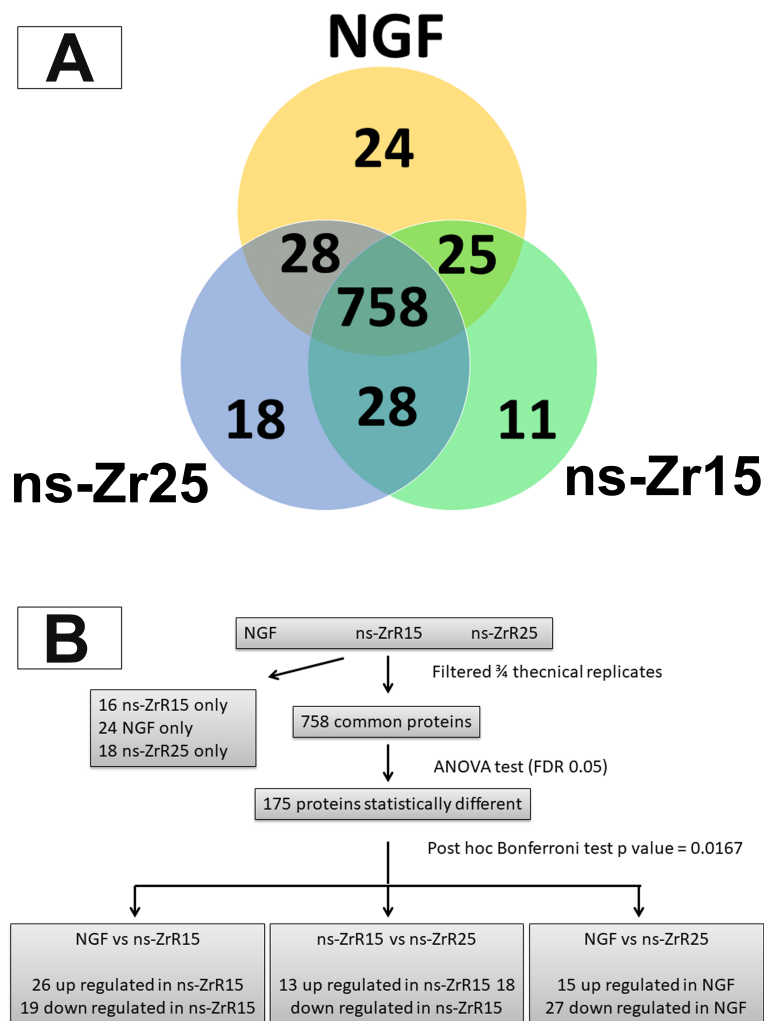 A
NGF
24
28
25
758
18
28
11
ns-Zr25
ns-Zr15
B
NGF ns-ZrR15 ns-ZrR25
Filtered ¾ thecnical replicates
16 ns-ZrR15 only
24 NGF only
18 ns-ZrR25 only
758 common proteins
ANOVA test (FDR 0.05)
175 proteins statistically different
Post hoc Bonferroni test p value = 0.0167
NGF vs ns-ZrR15
26 up regulated in ns-ZrR15
19 down regulated in ns-ZrR15
ns-ZrR15 vs ns-ZrR25
13 up regulated in ns-ZrR15 18
down regulated in ns-ZrR15
NGF vs ns-ZrR25
15 up regulated in NGF
27 down regulated in NGF